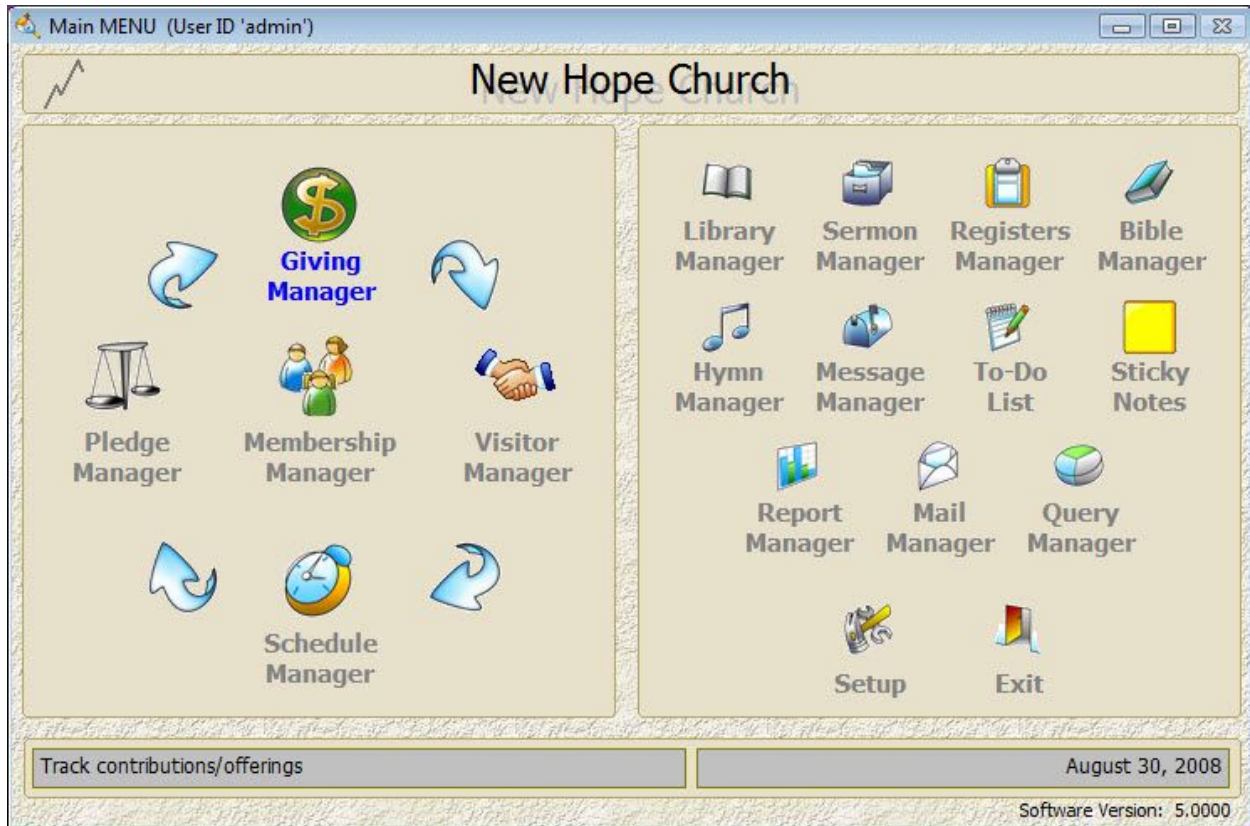 Main MENU (User ID 'admin')
New Hope Church
Giving
Manager
Pledge
Manager
Membership
Manager
Visitor
Manager
Schedule
Manager
Library
Manager
Sermon
Manager
Registers
Manager
Bible
Manager
Hymn
Manager
Message
Manager
To-Do
List
Sticky
Notes
Report
Manager
Mail
Manager
Query
Manager
Setup
Exit
Track contributions/offerings
August 30, 2008
Software Version: 5.0000